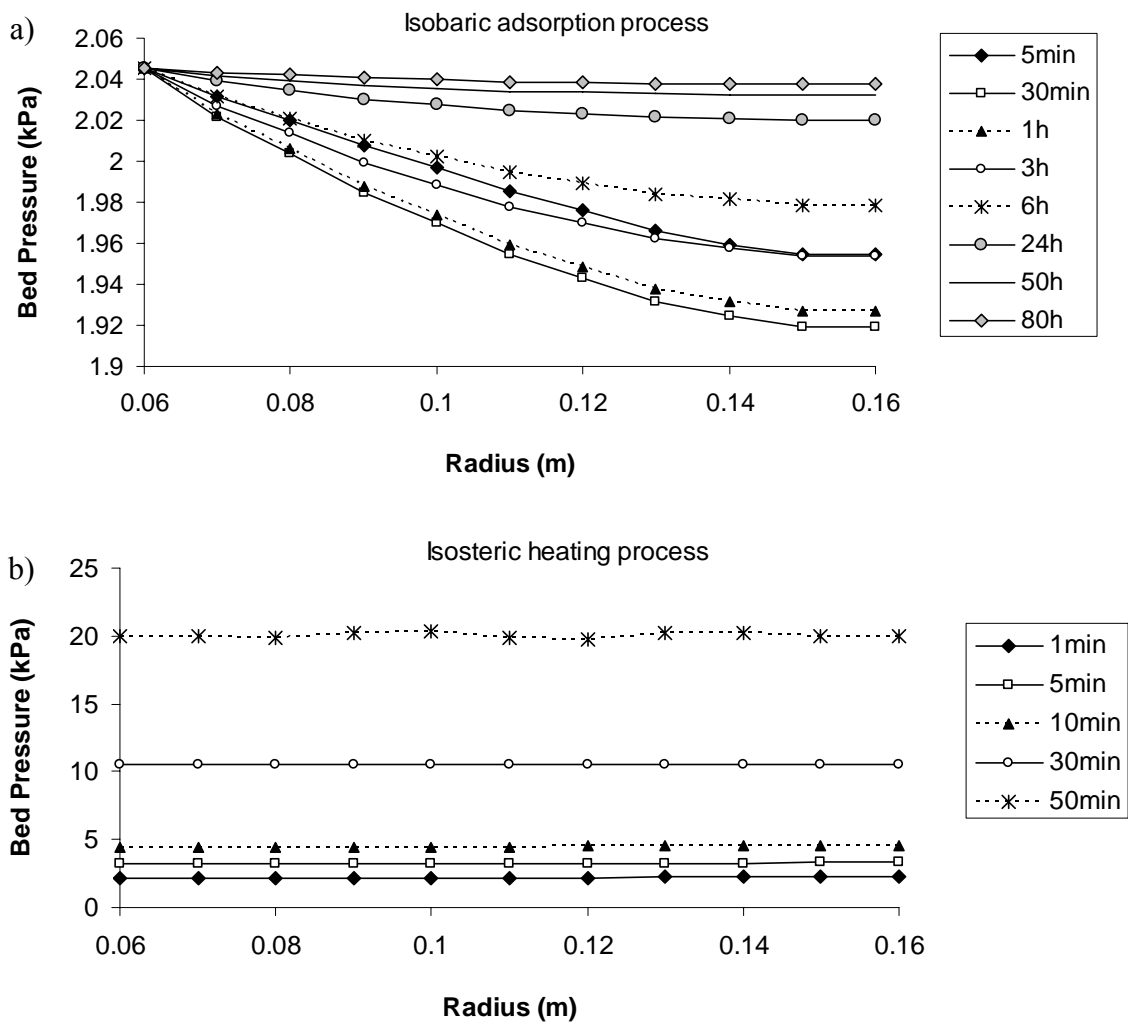 a)
Isobaric adsorption process
Bed Pressure (kPa)
2.06
2.04
2.02
2
1.98
1.96
1.94
1.92
1.9
0.06 0.08 0.1 0.12 0.14 0.16
Radius (m)
5min
30min
1h
3h
6h
24h
50h
80h
b)
Isosteric heating process
Bed Pressure (kPa)
25
20
15
10
5
0
0.06 0.08 0.1 0.12 0.14 0.16
Radius (m)
1min
5min
10min
30min
50min